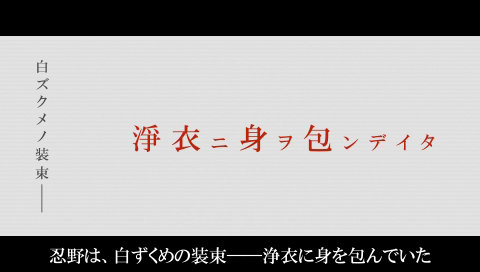 白ズクメノ装束――
淨衣ニ身ヲ包ンデイタ
忍野は、白ずくめの装束――浄衣に身を包んでいた